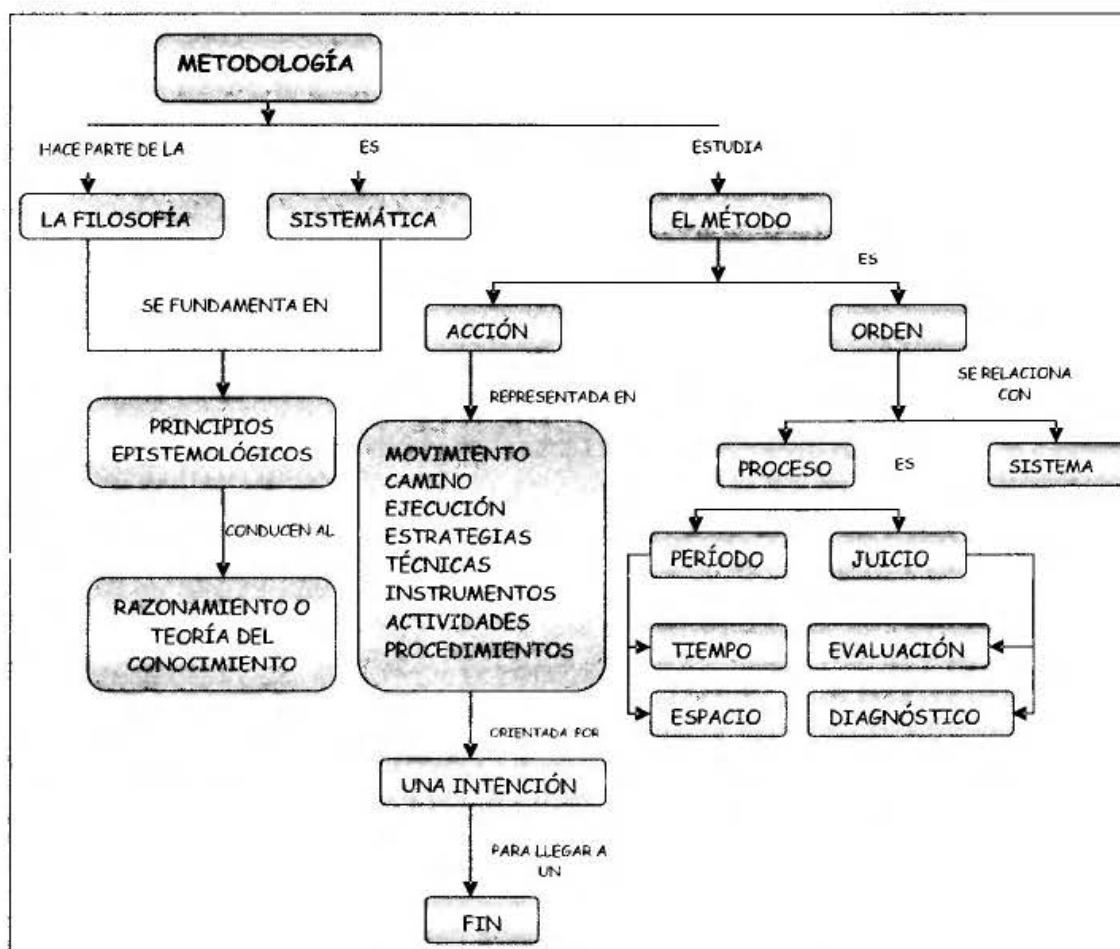 METODOLOGÍA
HACE PARTE DE LA
ES
ESTUDIA
LA FILOSOFÍA
SISTEMÁTICA
EL MÉTODO
ES
SE FUNDAMENTA EN
ACCIÓN
ORDEN
REPRESENTADA EN
SE RELACIONA
CON
PRINCIPIOS
EPISTEMOLÓGICOS
MOVIMIENTO
CAMINO
EJECUCIÓN
ESTRATEGIAS
TÉCNICAS
INSTRUMENTOS
ACTIVIDADES
PROCEDIMIENTOS
PROCESO
ES
SISTEMA
CONDUCEN AL
PERÍODO
JUICIO
RAZONAMIENTO O
TEORÍA DEL
CONOCIMIENTO
TIEMPO
EVALUACIÓN
ESPACIO
DIAGNÓSTICO
ORIENTADA POR
UNA INTENCIÓN
PARA LLEGAR A
UN
FIN